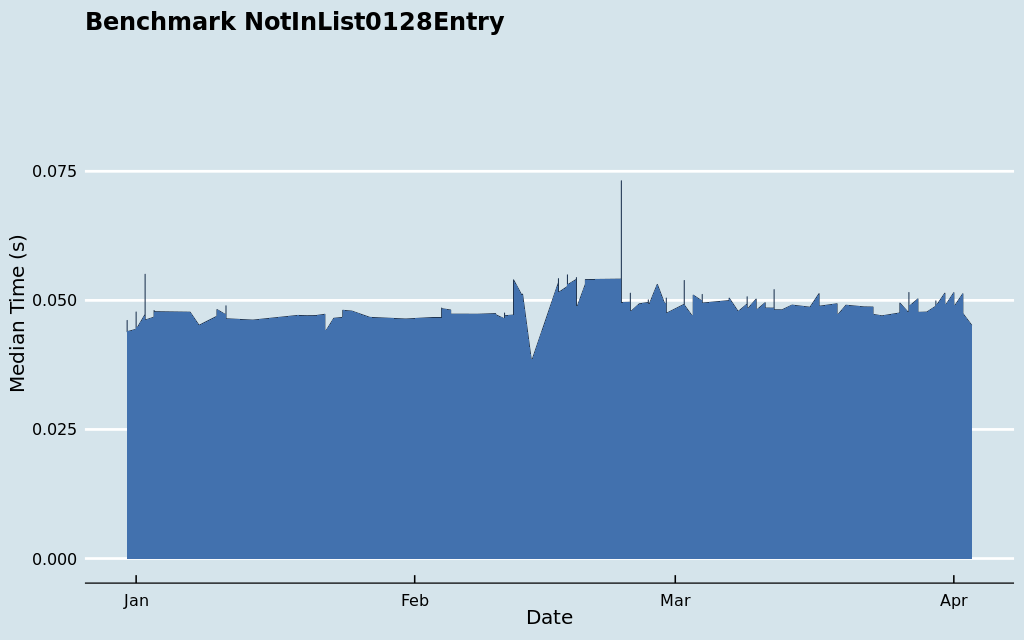 Benchmark NotInList0128Entry
Median Time (s)
0.075
0.050
0.025
0.000
Jan
Feb
Mar
Apr
Date